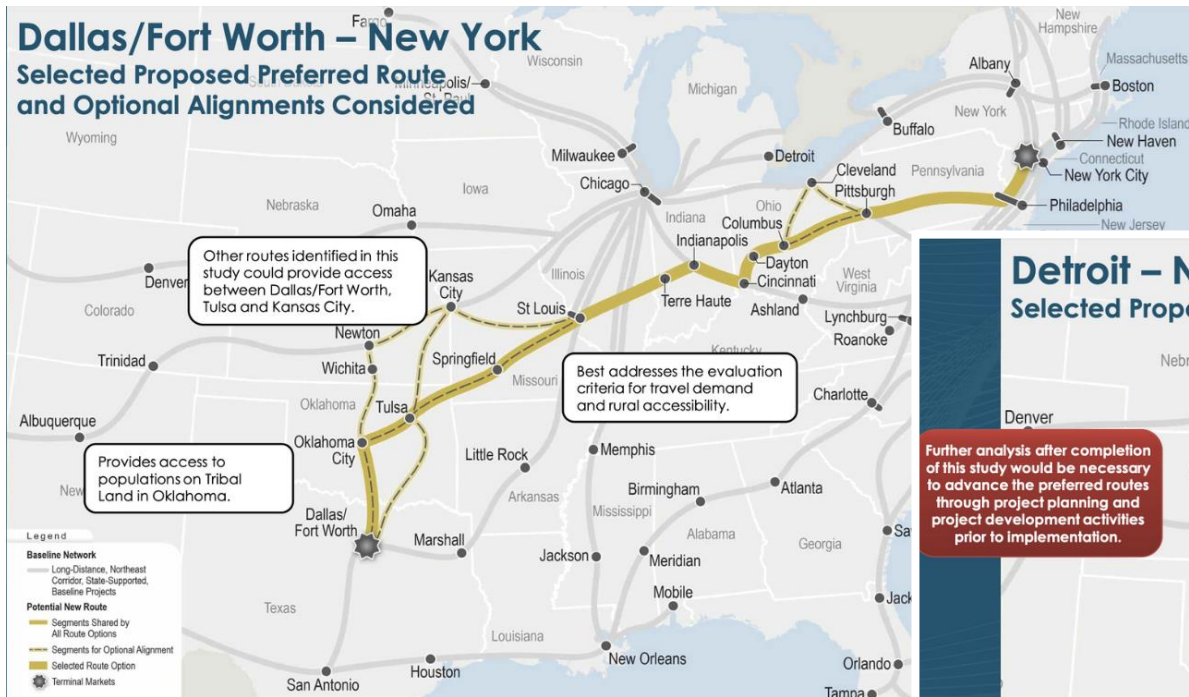 Dallas/Fort Worth – New York
Selected Proposed Preferred Route
and Optional Alignments Considered
Fargo
Minneapolis/
St. Paul
South Dakota
Wisconsin
Michigan
New
Hampshire
Albany
Massachusetts
Boston
Wyoming
New York
Buffalo
Rhode Island
New Haven
Connecticut
New York City
Milwaukee
Detroit
Cleveland
Pennsylvania
Chicago
Pittsburgh
Iowa
Ohio
Nebraska
Philadelphia
Omaha
Indiana
Columbus
New Jersey
Indianapolis
Other routes identified in this
study could provide access
between Dallas/Fort Worth,
Tulsa and Kansas City.
Denver
Kansas
City
Illinois
Dayton
Cincinnati
West
Virginia
Terre Haute
Ashland
Colorado
St Louis
Lynchburg
Roanoke
Newton
Trinidad
Wichita
Springfield
Missouri
Kentucky
Best addresses the evaluation
criteria for travel demand
and rural accessibility.
Charlotte
Oklahoma
Tulsa
Albuquerque
Oklahoma
City
Memphis
Little Rock
Provides access to
populations on Tribal
Land in Oklahoma.
New
Arkansas
Birmingham
Atlanta
Mississippi
Dallas/
Fort Worth
Marshall
Alabama
Georgia
Sav
Jackson
Meridian
Mobile
Jack
Texas
Louisiana
New Orleans
Houston
San Antonio
Orlando
Tampa
Legend
Baseline Network
Long-Distance, Northeast
Corridor, State-Supported,
Baseline Projects
Potential New Route
Segments Shared by
All Route Options
Segments for Optional Alignment
Selected Route Option
Terminal Markets
Detroit – N
Selected Propo
Nebr
Denver
Further analysis after completion
of this study would be necessary
to advance the preferred routes
through project planning and
project development activities
prior to implementation.